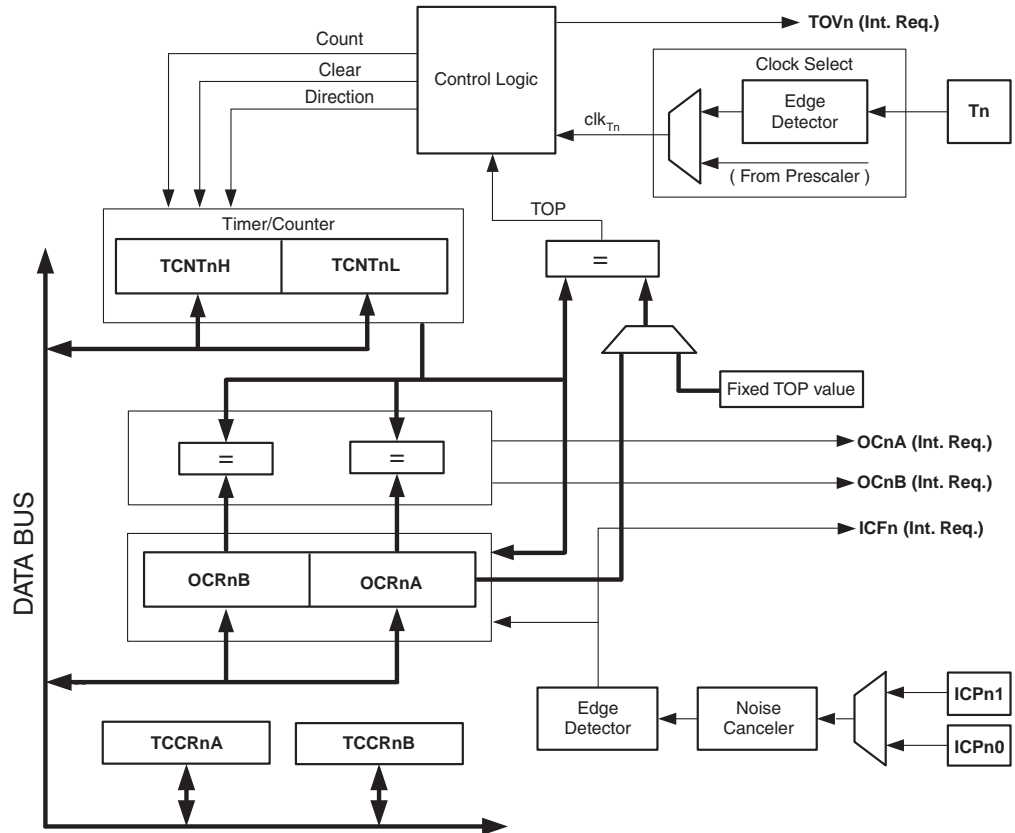 TOVn (Int. Req.)
Count
Clear
Direction
Control Logic
Clock Select
Edge
Detector
Tn
clkTn
( From Prescaler )
TOP
Timer/Counter
TCNTnH
TCNTnL
=
Fixed TOP value
=
=
OCnA (Int. Req.)
OCnB (Int. Req.)
ICFn (Int. Req.)
DATA BUS
OCRnB
OCRnA
Edge
Detector
Noise
Canceler
ICPn1
ICPn0
TCCRnA
TCCRnB